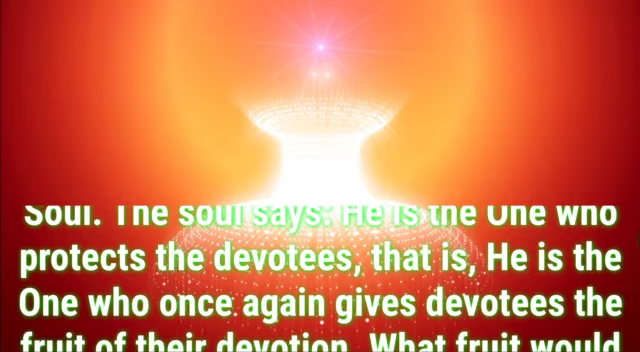 Soul. The soul says: He is the One who
protects the devotees, that is, He is the
One who once again gives devotees the
fruit of their devotion. What fruit would